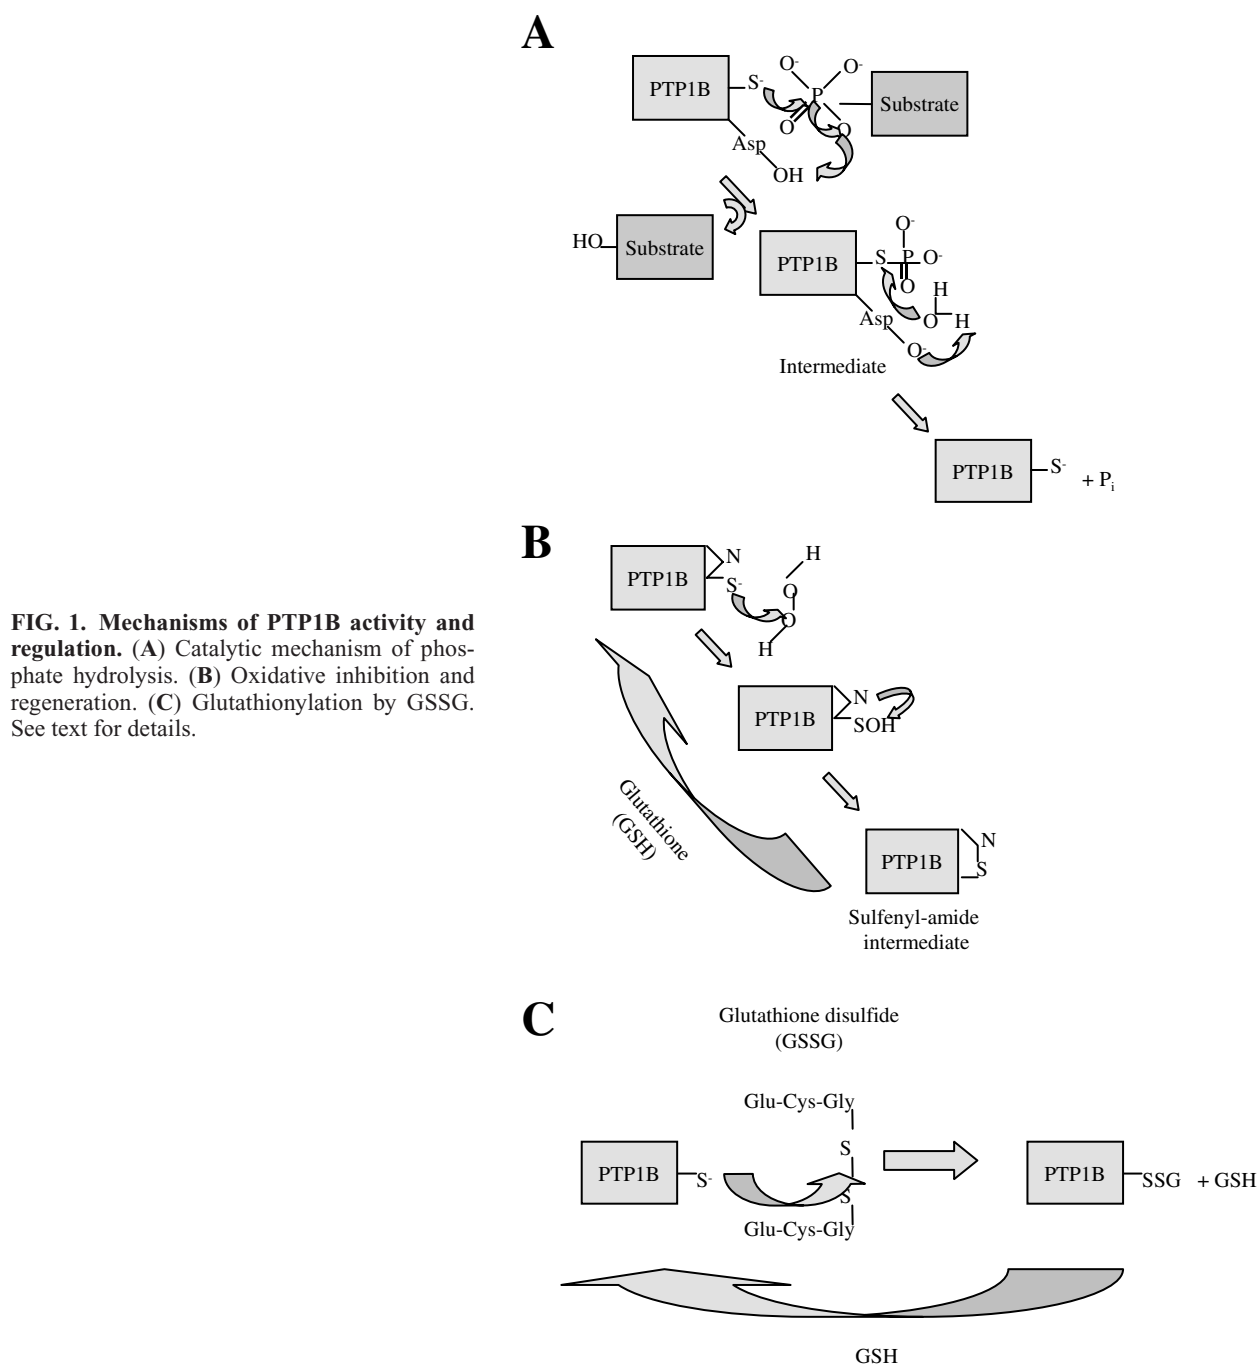 A
PTP1B
S-
O-
O-
P
O
O
Substrate
Asp
OH
HO
Substrate
PTP1B
S
P
O-
O-
O
H
O
H
Asp
O-
Intermediate
PTP1B
S-
+ Pi
B
PTP1B
N
S-
H
O
O
H
PTP1B
N
SOH
Glutathione
(GSH)
PTP1B
N
S
Sulfenyl-amide
intermediate
FIG. 1. Mechanisms of PTP1B activity and
regulation. (A) Catalytic mechanism of phos-
phate hydrolysis. (B) Oxidative inhibition and
regeneration. (C) Glutathionylation by GSSG.
See text for details.
C
Glutathione disulfide
(GSSG)
Glu-Cys-Gly
S
PTP1B
S-
S
Glu-Cys-Gly
PTP1B
SSG + GSH
GSH